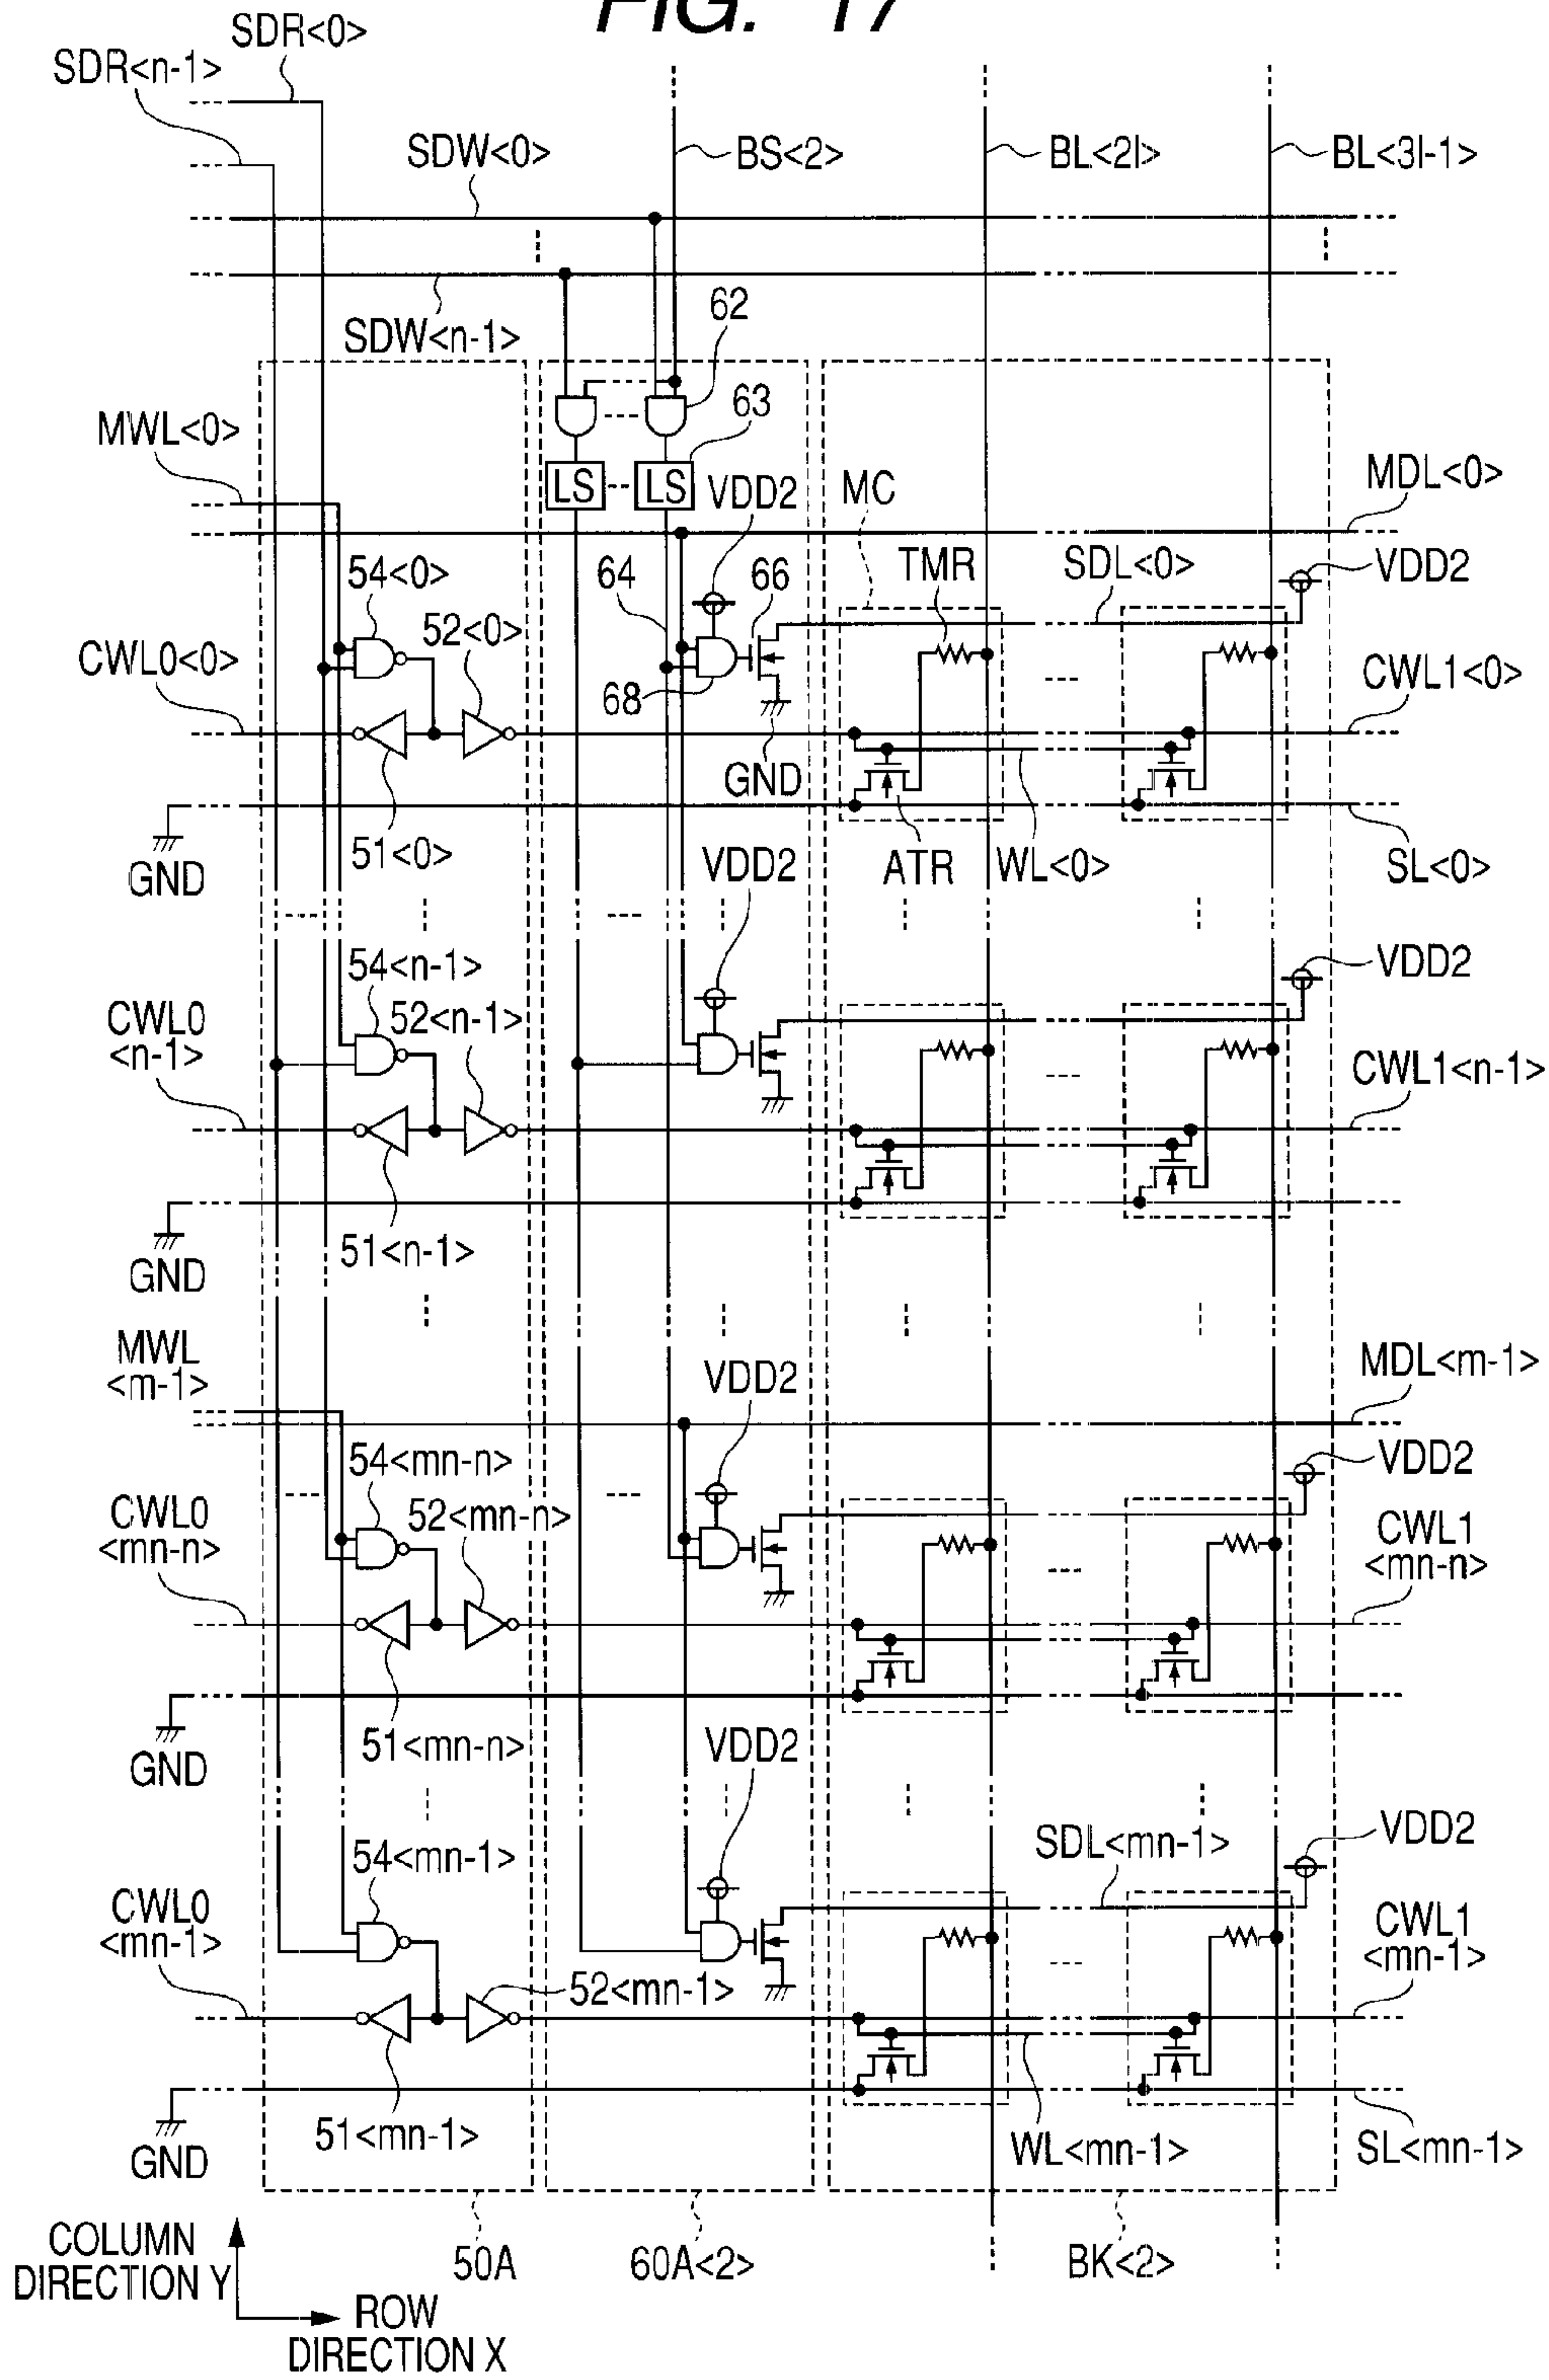 FIG. 17
SDR<0>
SDR<n-1>
SDW<0>
BS<2>
BL<2l>
BL<3l-1>
SDW<n-1>
62
63
MWL<0>
LS
LS
VDD2
MC
MDL<0>
54<0>
64
66
TMR
SDL<0>
VDD2
52<0>
CWL0<0>
68
CWL1<0>
GND
51<0>
GND
VDD2
ATR
WL<0>
SL<0>
54<n-1>
VDD2
CWL0
<n-1>
52<n-1>
CWL1<n-1>
51<n-1>
GND
MWL
<m-1>
VDD2
MDL<m-1>
54<mn-n>
VDD2
CWL0
<mn-n>
52<mn-n>
CWL1
<mn-n>
51<mn-n>
VDD2
GND
SDL<mn-1>
VDD2
54<mn-1>
CWL0
<mn-1>
CWL1
<mn-1>
52<mn-1>
51<mn-1>
GND
WL<mn-1>
SL<mn-1>
COLUMN
DIRECTION Y
50A
60A<2>
BK<2>
ROW
DIRECTION X